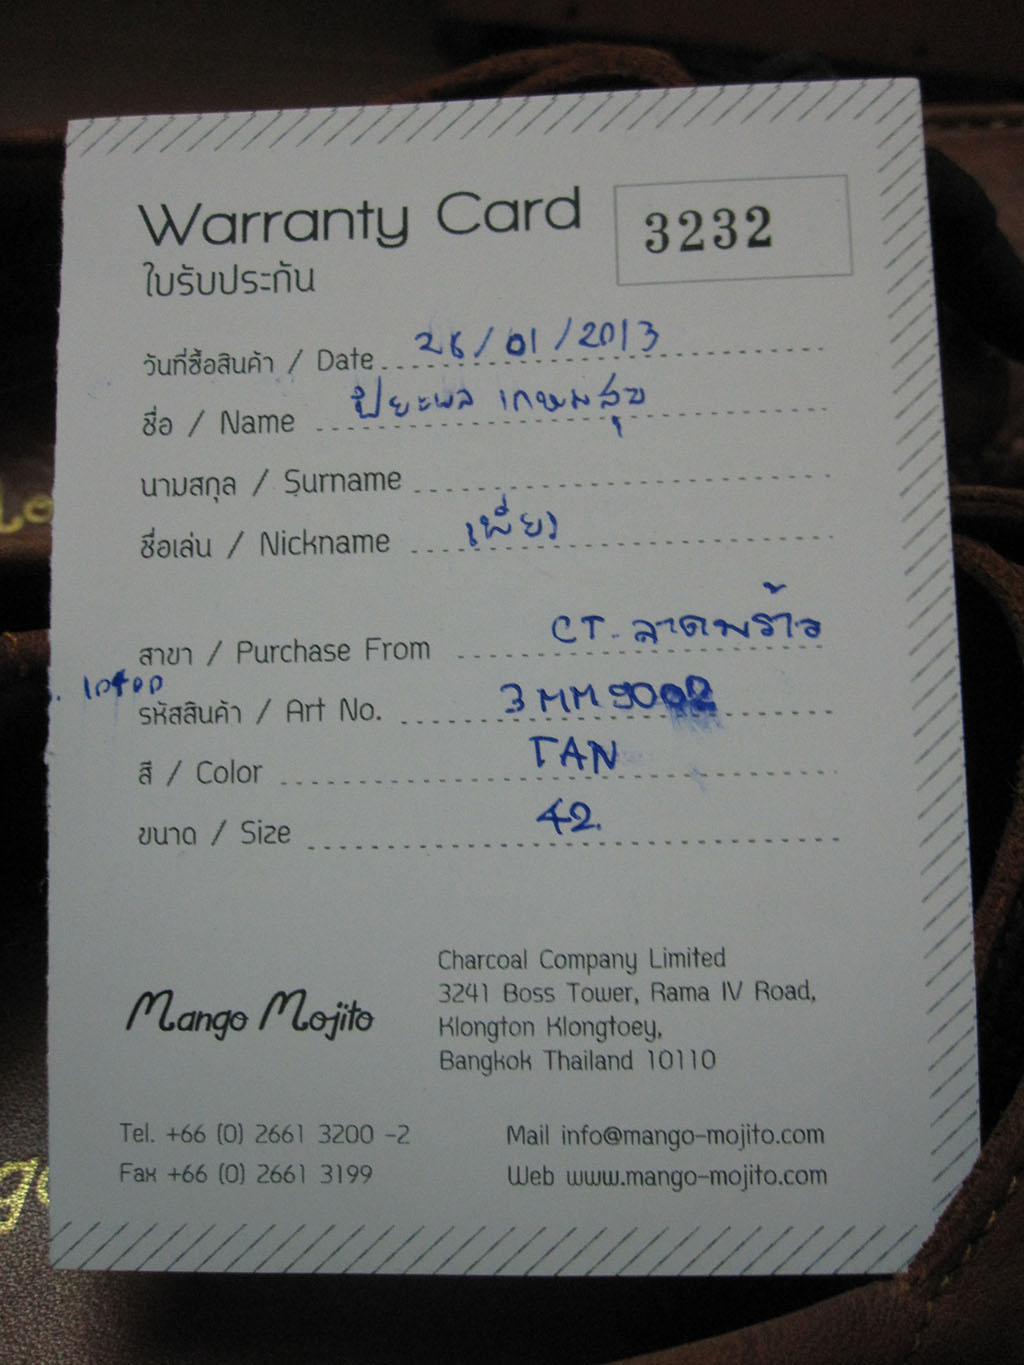 Warranty Card 3232
ใบรับประกัน
วันที่ซื้อสินค้า / Date 26/01/2013
ชื่อ / Name ปิยะพล เกษมสุข
นามสกุล / Surname
ชื่อเล่น / Nickname
สาขา / Purchase From CT. ลาดพร้าว
รหัสสินค้า / Art No. 3MM9002
สี / Color TAN
ขนาด / Size 42.
Mango Mojito
Charcoal Company Limited
3241 Boss Tower, Rama IV Road,
Klongton Klongtoey,
Bangkok Thailand 10110
Tel. +66 (0) 2661 3200 -2
Mail info@mango-mojito.com
Fax +66 (0) 2661 3199
Web www.mango-mojito.com